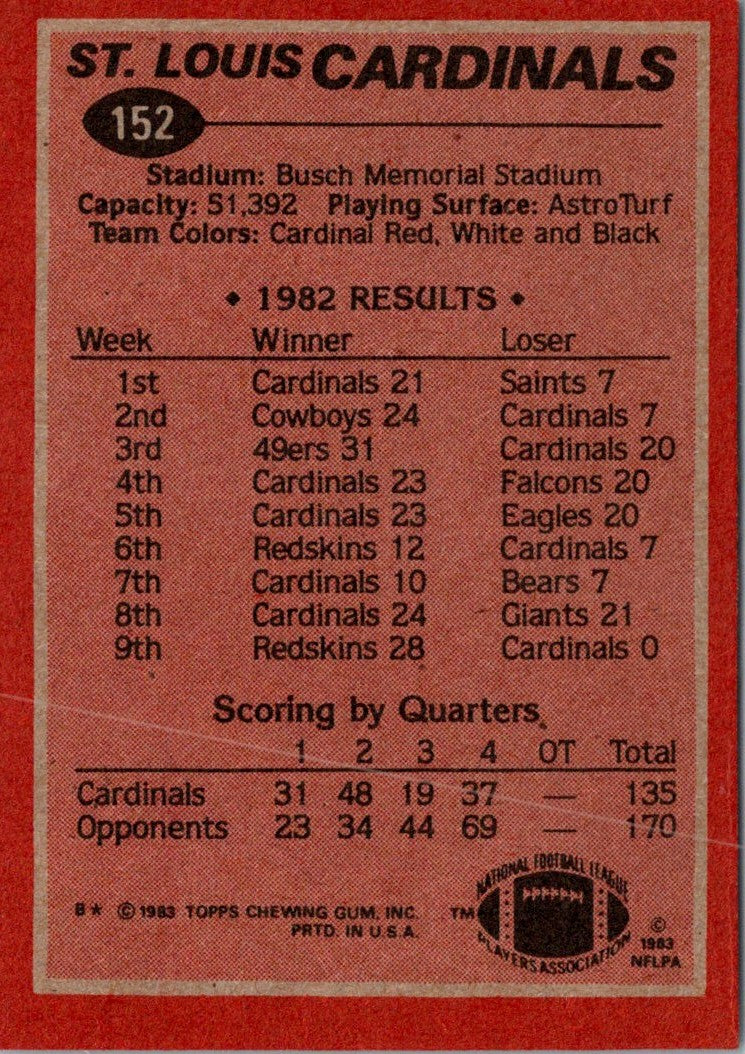 ST. LOUIS CARDINALS
152
Stadium: Busch Memorial Stadium
Capacity: 51,392 Playing Surface: AstroTurf
Team Colors: Cardinal Red, White and Black
• 1982 RESULTS •
Week Winner Loser
1st Cardinals 21 Saints 7
2nd Cowboys 24 Cardinals 7
3rd 49ers 31 Cardinals 20
4th Cardinals 23 Falcons 20
5th Cardinals 23 Eagles 20
6th Redskins 12 Cardinals 7
7th Cardinals 10 Bears 7
8th Cardinals 24 Giants 21
9th Redskins 28 Cardinals 0
Scoring by Quarters
1 2 3 4 OT Total
Cardinals 31 48 19 37 — 135
Opponents 23 34 44 69 — 170
B★ © 1983 TOPPS CHEWING GUM, INC.
PRTD. IN U.S.A.
TM
NATIONAL FOOTBALL LEAGUE
PLAYERS ASSOCIATION
©
1983
NFLPA